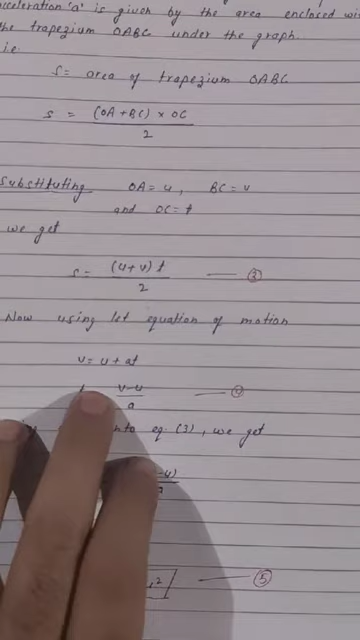 acceleration 'a' is given by the area enclosed
the trapezium OABC under the graph.
i.e
S = area of trapezium OABC
s = (OA + BC) × OC / 2
Substituting OA = u, BC = v
and OC = t
we get
s = (u + v) t / 2 — ③
Now using 1st equation of motion
v = u + at
v-u / a — ④
into eq. (3), we get
-u)
⑤